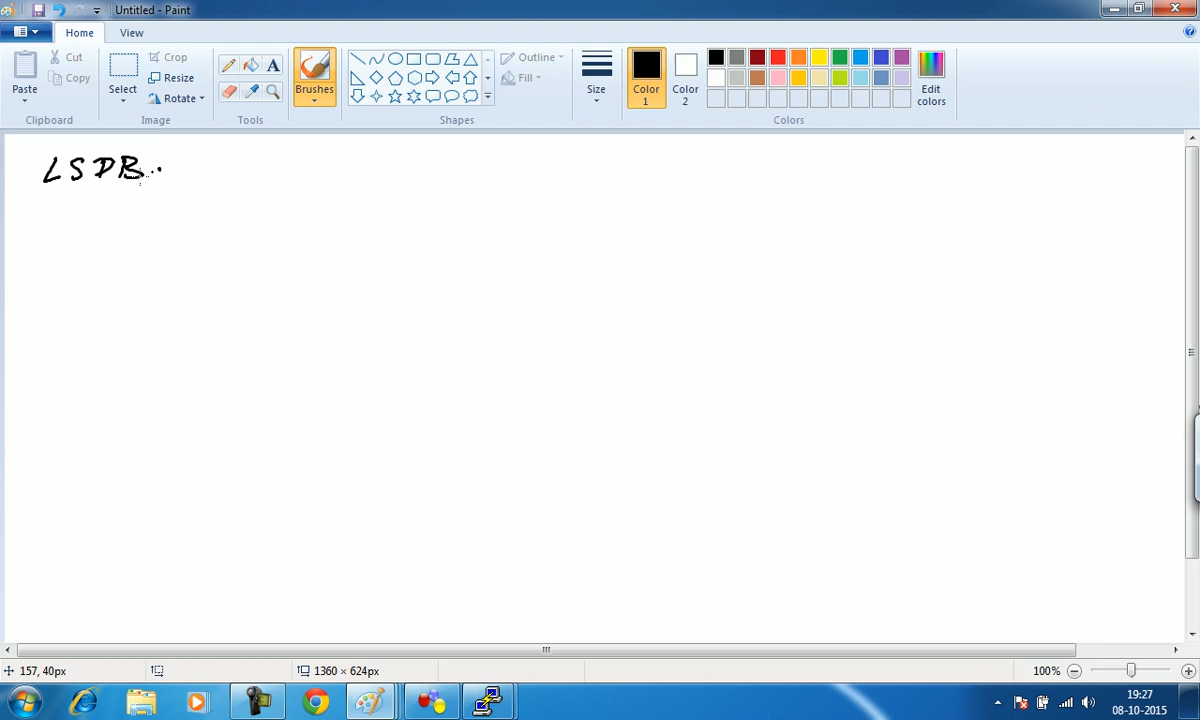 Untitled - Paint
Home View
Paste Cut Copy Clipboard
Select Crop Resize Rotate Image
A Tools
Brushes
Outline Fill Shapes
Size
Color 1
Color 2
Edit colors
Colors
LSDB..
157, 40px 1360 × 624px 100%
19:27
08-10-2015